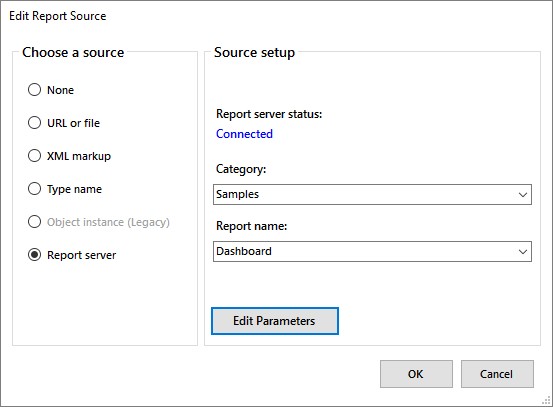 Edit Report Source
Choose a source
None
URL or file
XML markup
Type name
Object instance (Legacy)
Report server
Source setup
Report server status:
Connected
Category:
Samples
Report name:
Dashboard
Edit Parameters
OK
Cancel